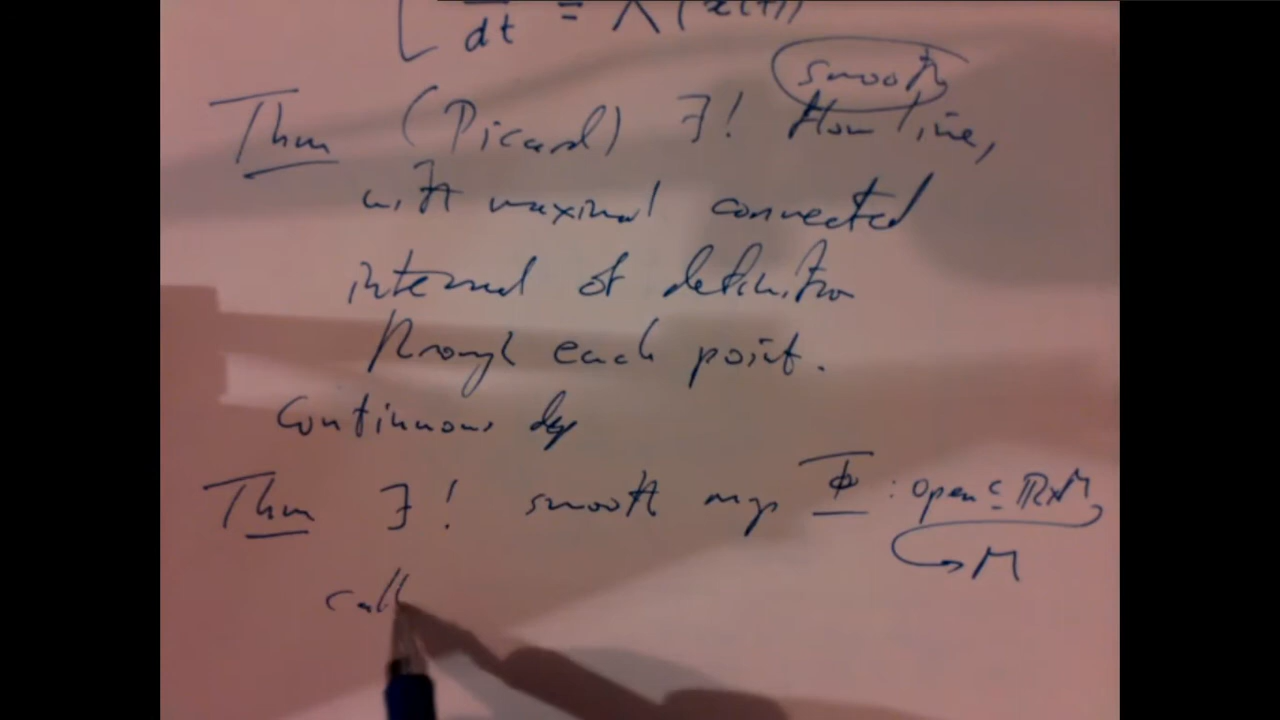 dt = X(x(t))
smooth
Thm (Picard) ∃! flow line,
with maximal connected
interval of definition
through each point.
Continuous dep
Thm ∃! smooth map Φ : open ⊆ ℝ×M
→ M
call